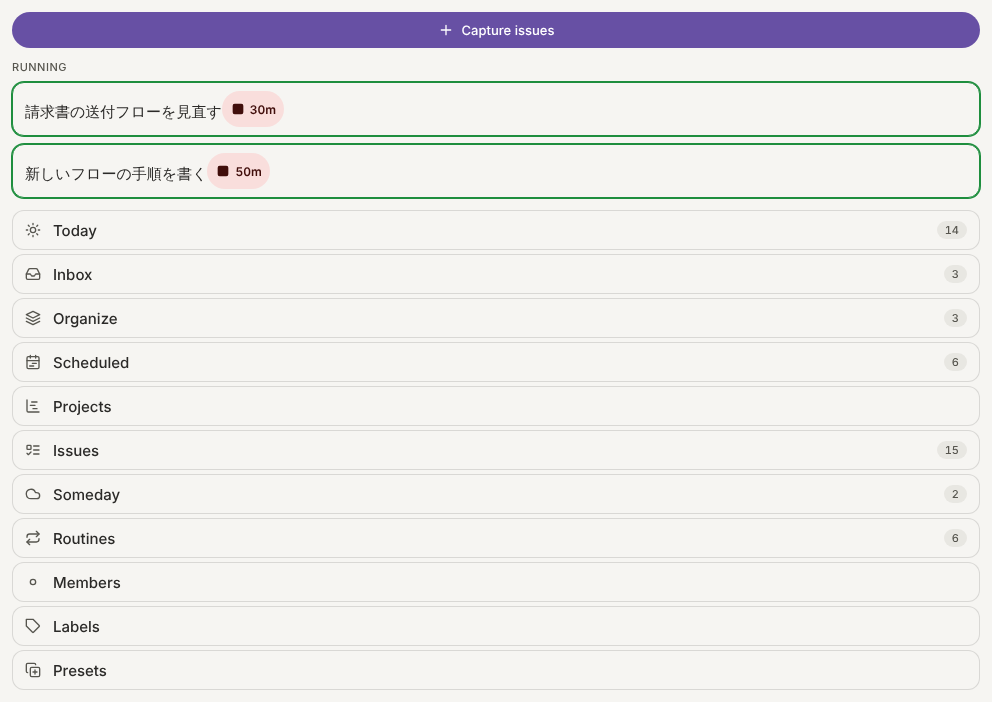 Capture issues
RUNNING
請求書の送付フローを見直す 30m
新しいフローの手順を書く 50m
Today 14
Inbox 3
Organize 3
Scheduled 6
Projects
Issues 15
Someday 2
Routines 6
Members
Labels
Presets